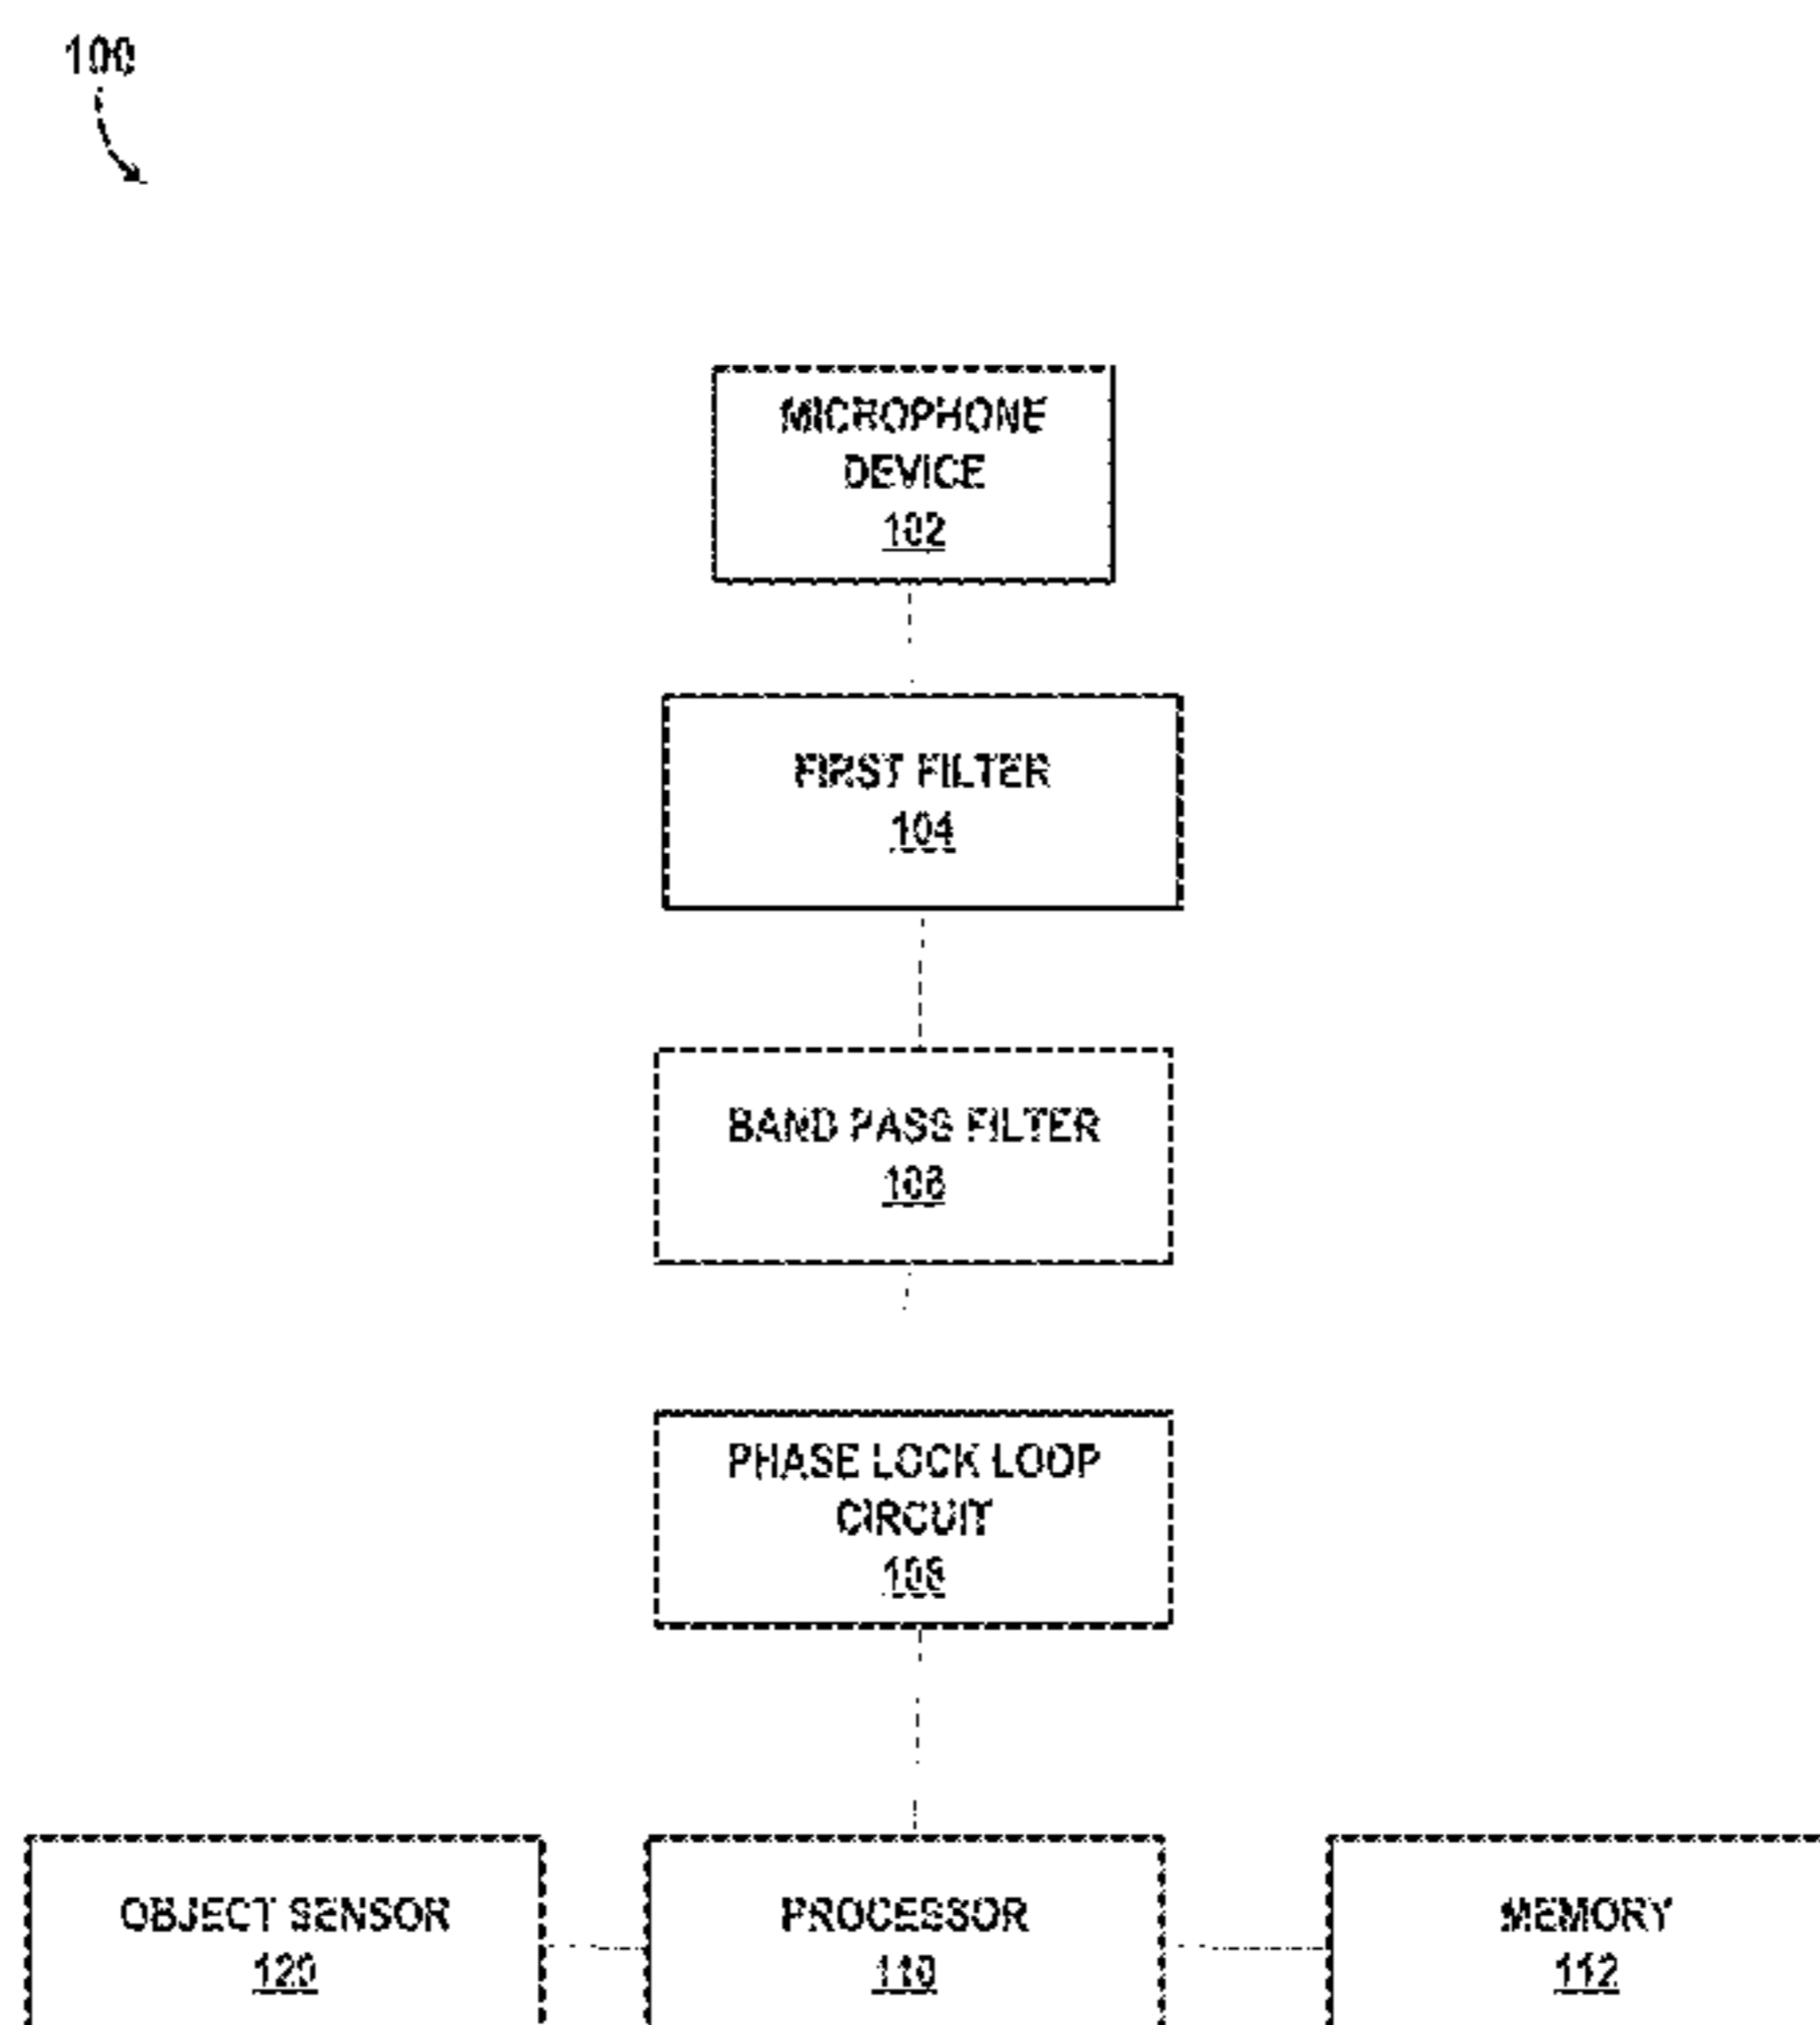 100
MICROPHONE
DEVICE
102
FIRST FILTER
104
BAND PASS FILTER
106
PHASE LOCK LOOP
CIRCUIT
108
OBJECT SENSOR
120
PROCESSOR
110
MEMORY
112